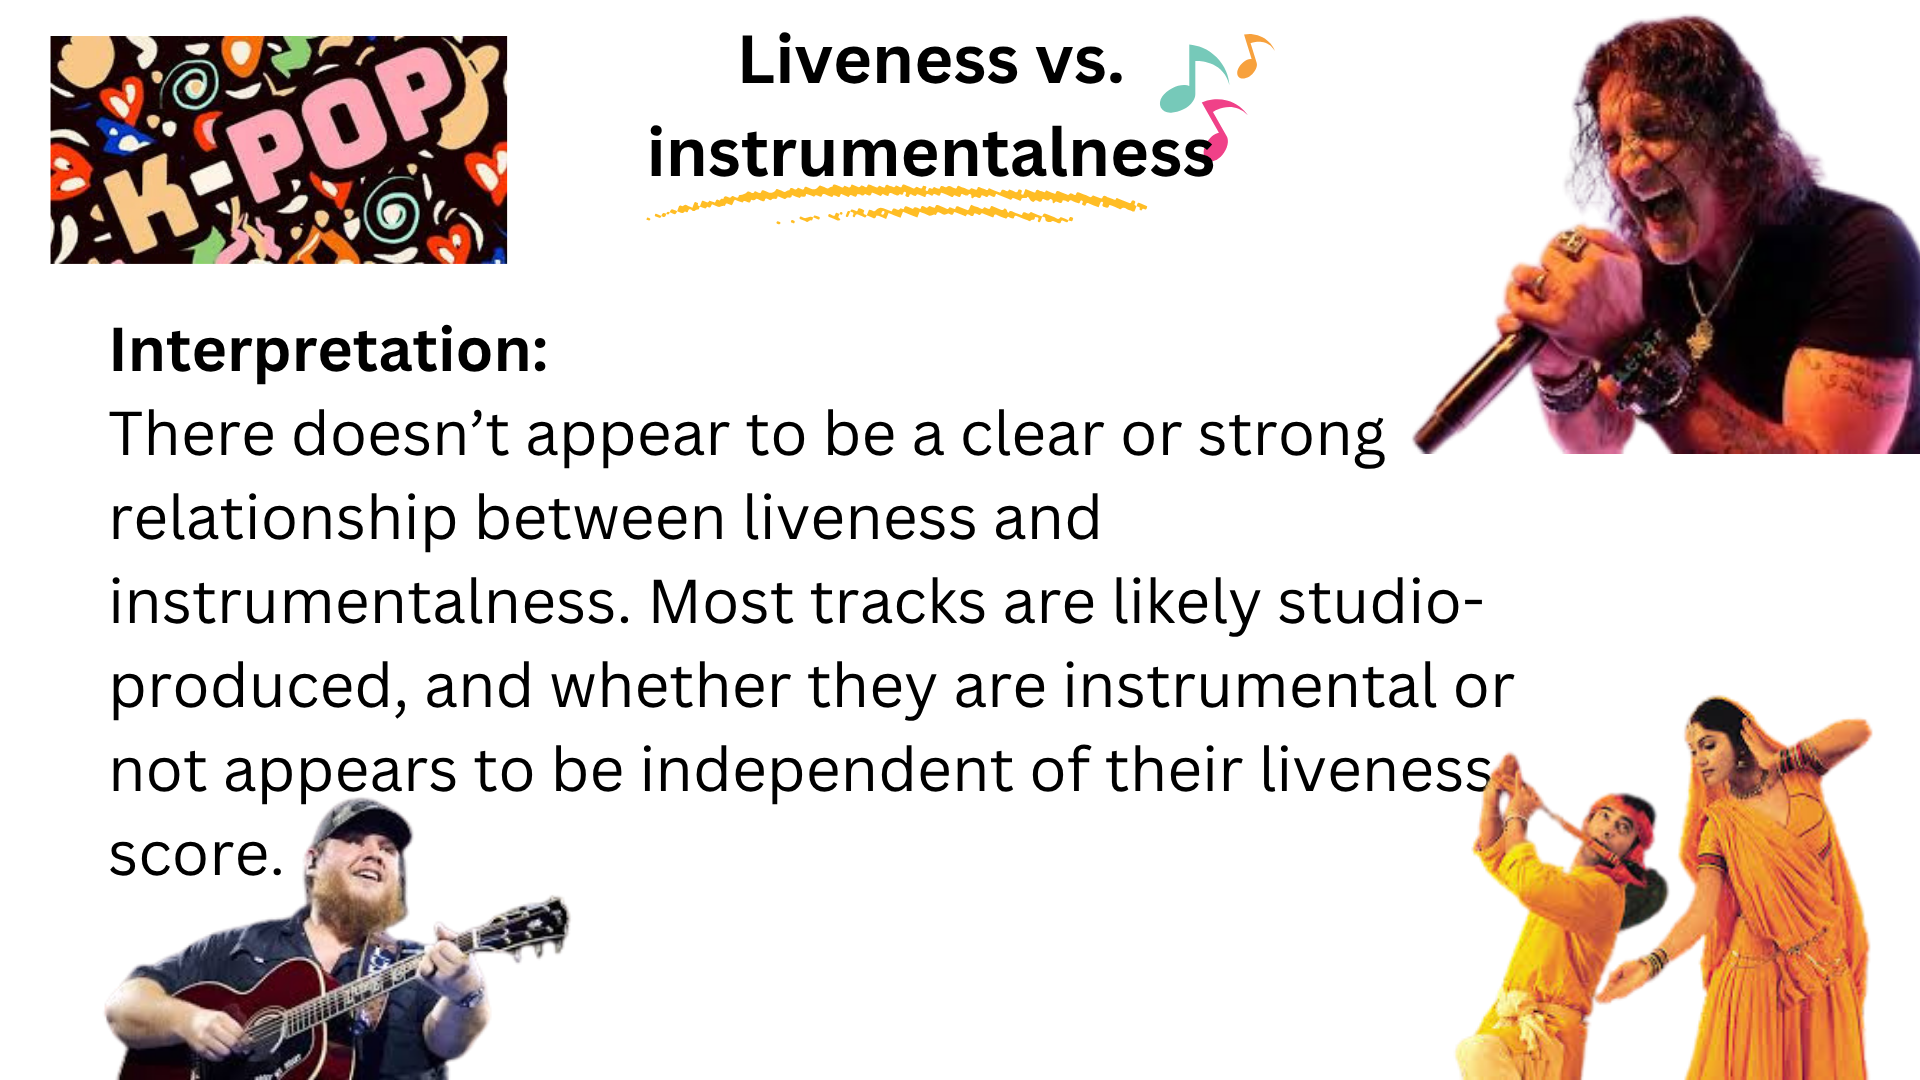 K-POP
Liveness vs.
instrumentalness
Interpretation:
There doesn’t appear to be a clear or strong
relationship between liveness and
instrumentalness. Most tracks are likely studio-
produced, and whether they are instrumental or
not appears to be independent of their liveness
score.